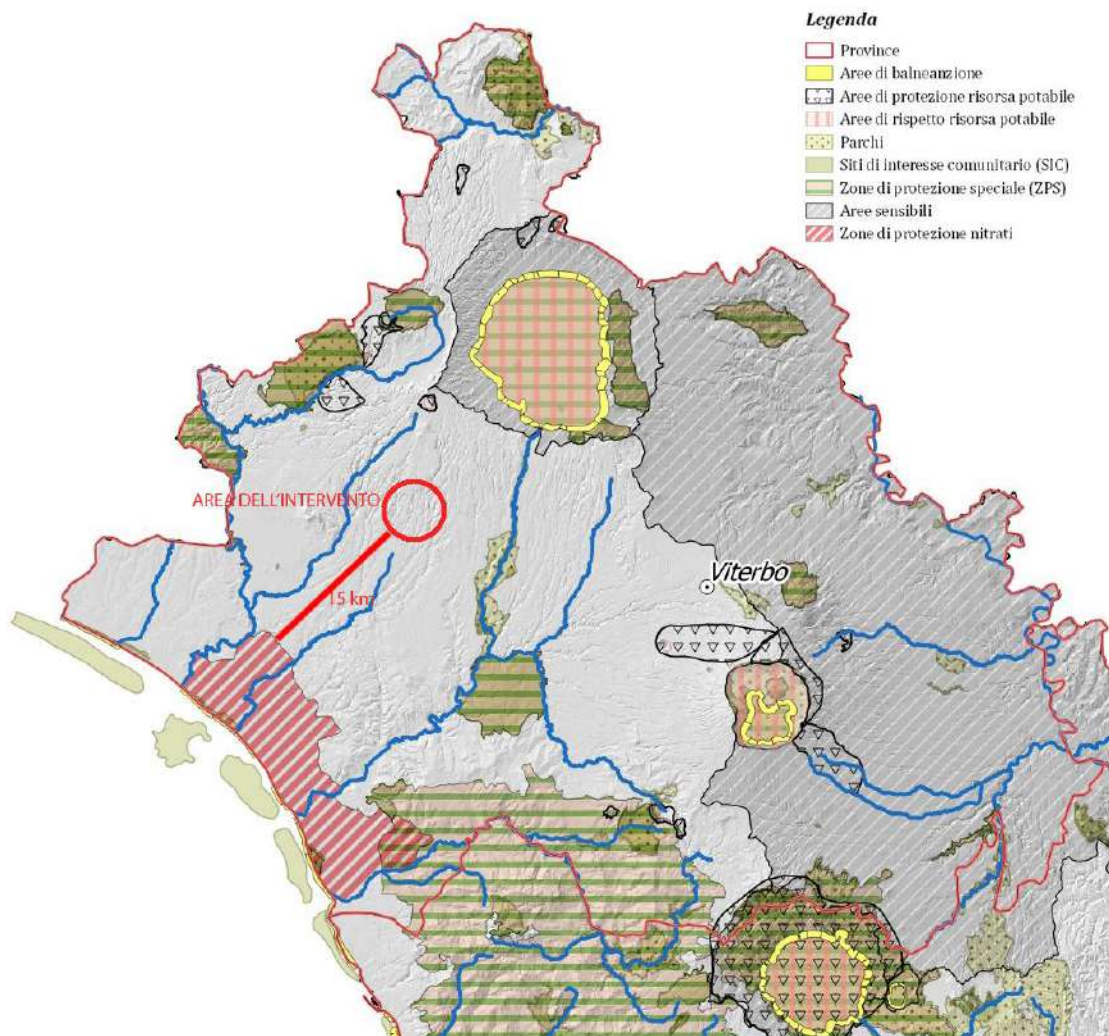 Legenda
Province
Aree di balneanzione
Aree di protezione risorsa potabile
Aree di rispetto risorsa potabile
Parchi
Siti di interesse comunitario (SIC)
Zone di protezione speciale (ZPS)
Aree sensibili
Zone di protezione nitrati
AREA DELL'INTERVENTO
15 km
Viterbo